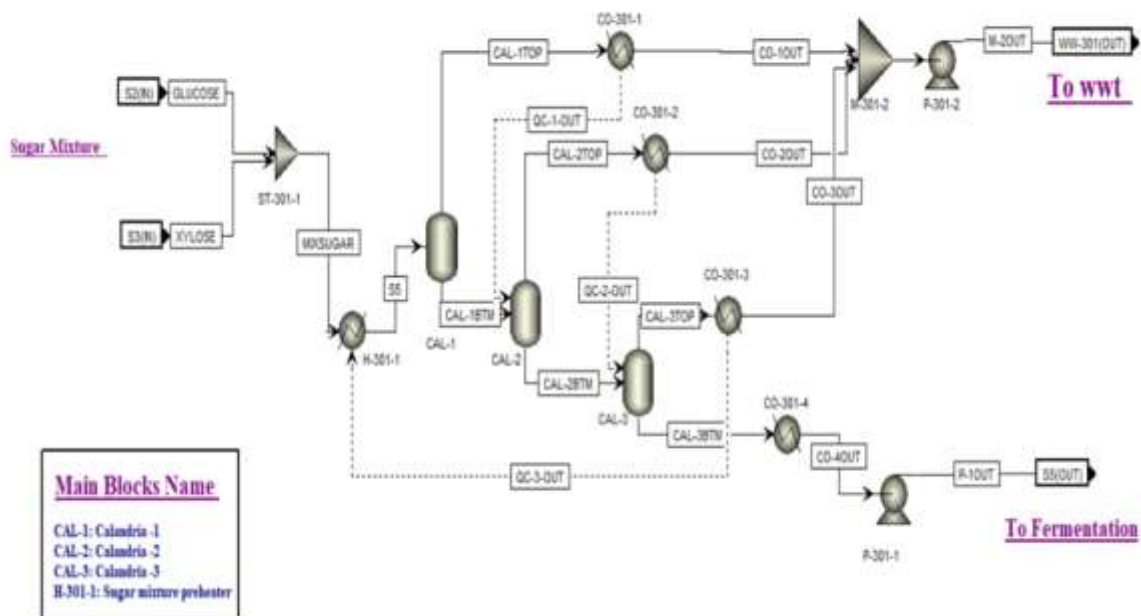 CO-301-1
CAL-1TOP
CO-1OUT
M-2OUT
WW-301(OUT)
M-301-2
P-301-2
To wwt
S2(IN)
GLUCOSE
QC-1-OUT
CO-301-2
CAL-2TOP
CO-2OUT
Sugar Mixture
ST-301-1
CO-3OUT
S3(IN)
XYLOSE
MIXSUGAR
S5
QC-2-OUT
CO-301-3
CAL-1BTM
CAL-3TOP
CAL-1
H-301-1
CAL-2
CAL-2BTM
CAL-3
CO-301-4
CAL-3BTM
CO-4OUT
QC-3-OUT
P-1OUT
S5(OUT)
P-301-1
To Fermentation
Main Blocks Name
CAL-1: Calandria -1
CAL-2: Calandria -2
CAL-3: Calandria -3
H-301-1: Sugar mixture preheater